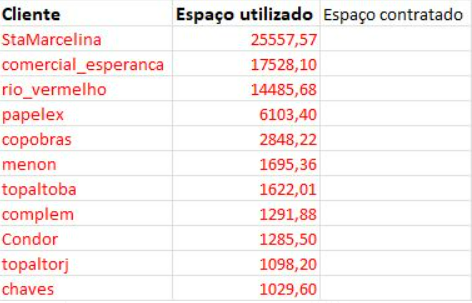 Cliente Espaço utilizado Espaço contratado
StaMarcelina 25557,57
comercial_esperanca 17528,10
rio_vermelho 14485,68
papelex 6103,40
copobras 2848,22
menon 1695,36
topaltoba 1622,01
complem 1291,88
Condor 1285,50
topaltorj 1098,20
chaves 1029,60